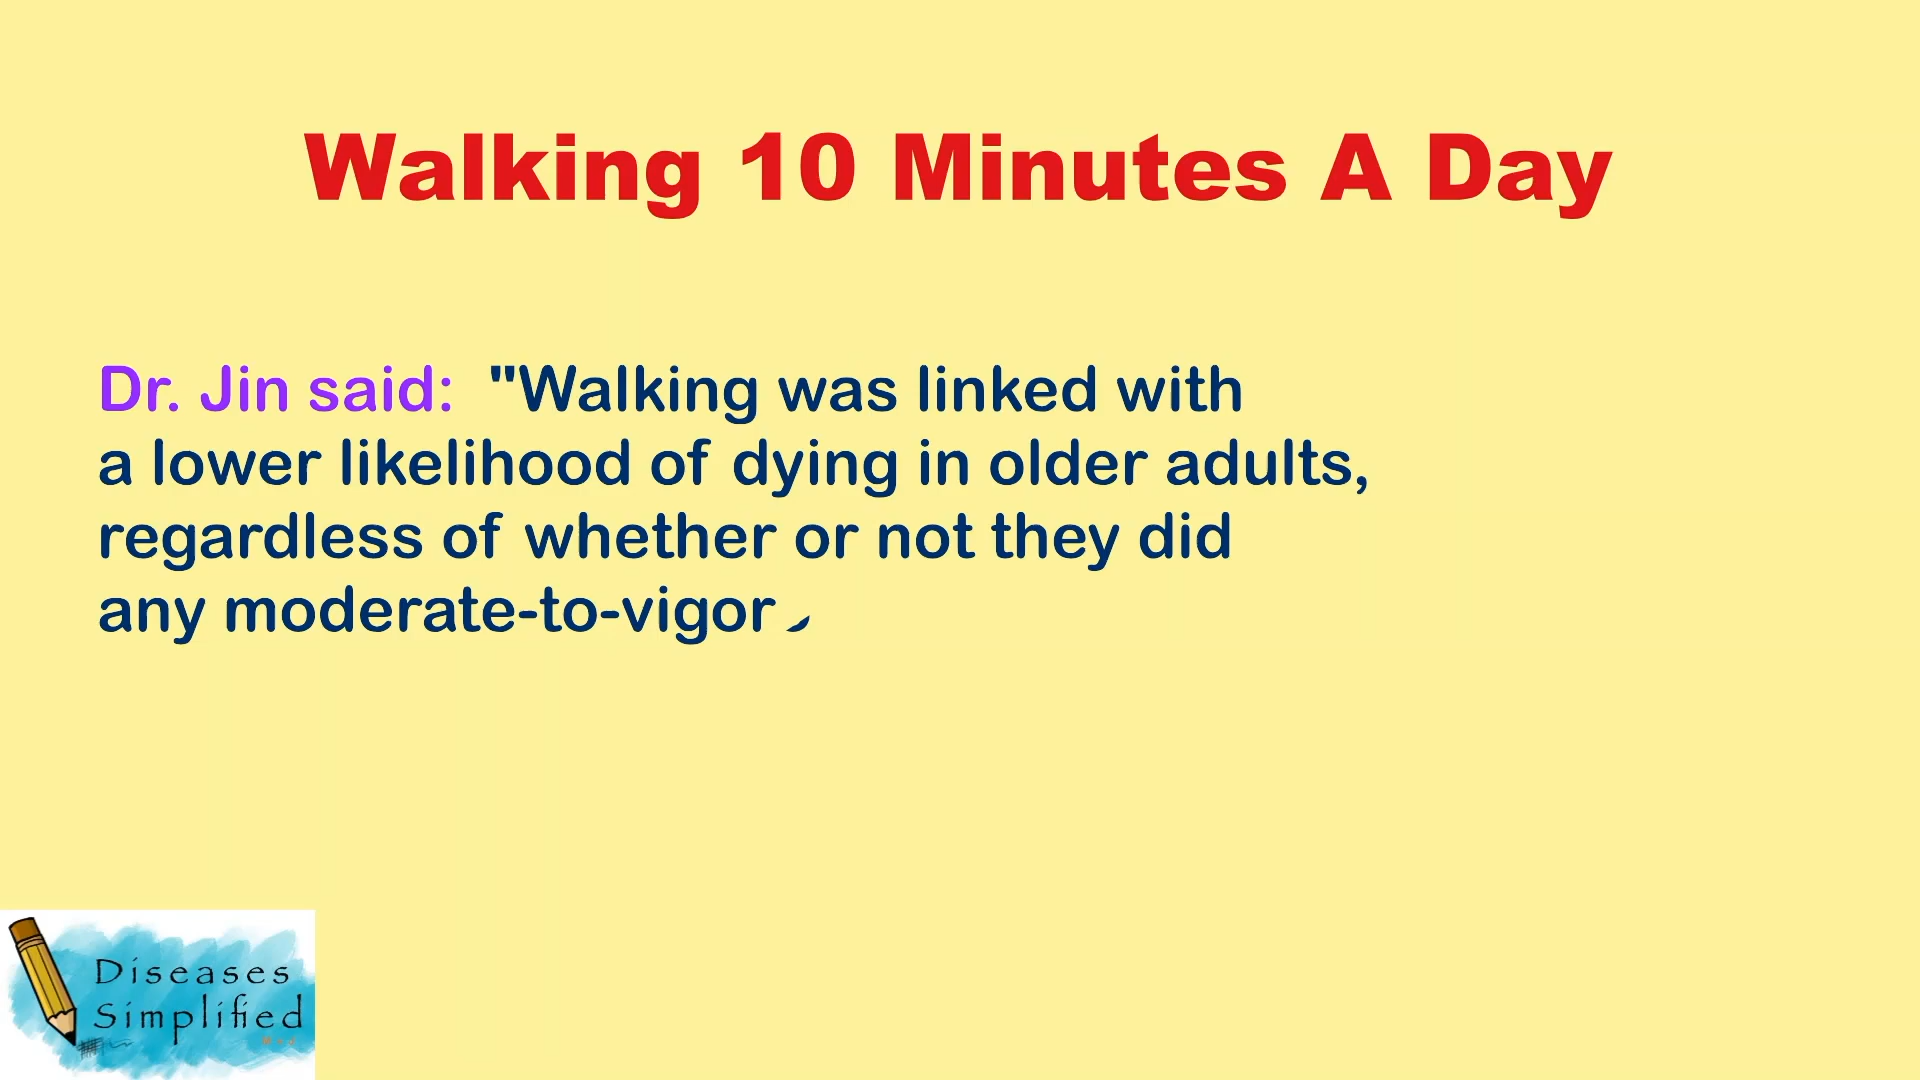 Walking 10 Minutes A Day
Dr. Jin said: "Walking was linked with
a lower likelihood of dying in older adults,
regardless of whether or not they did
any moderate-to-vigor
Diseases
Simplified